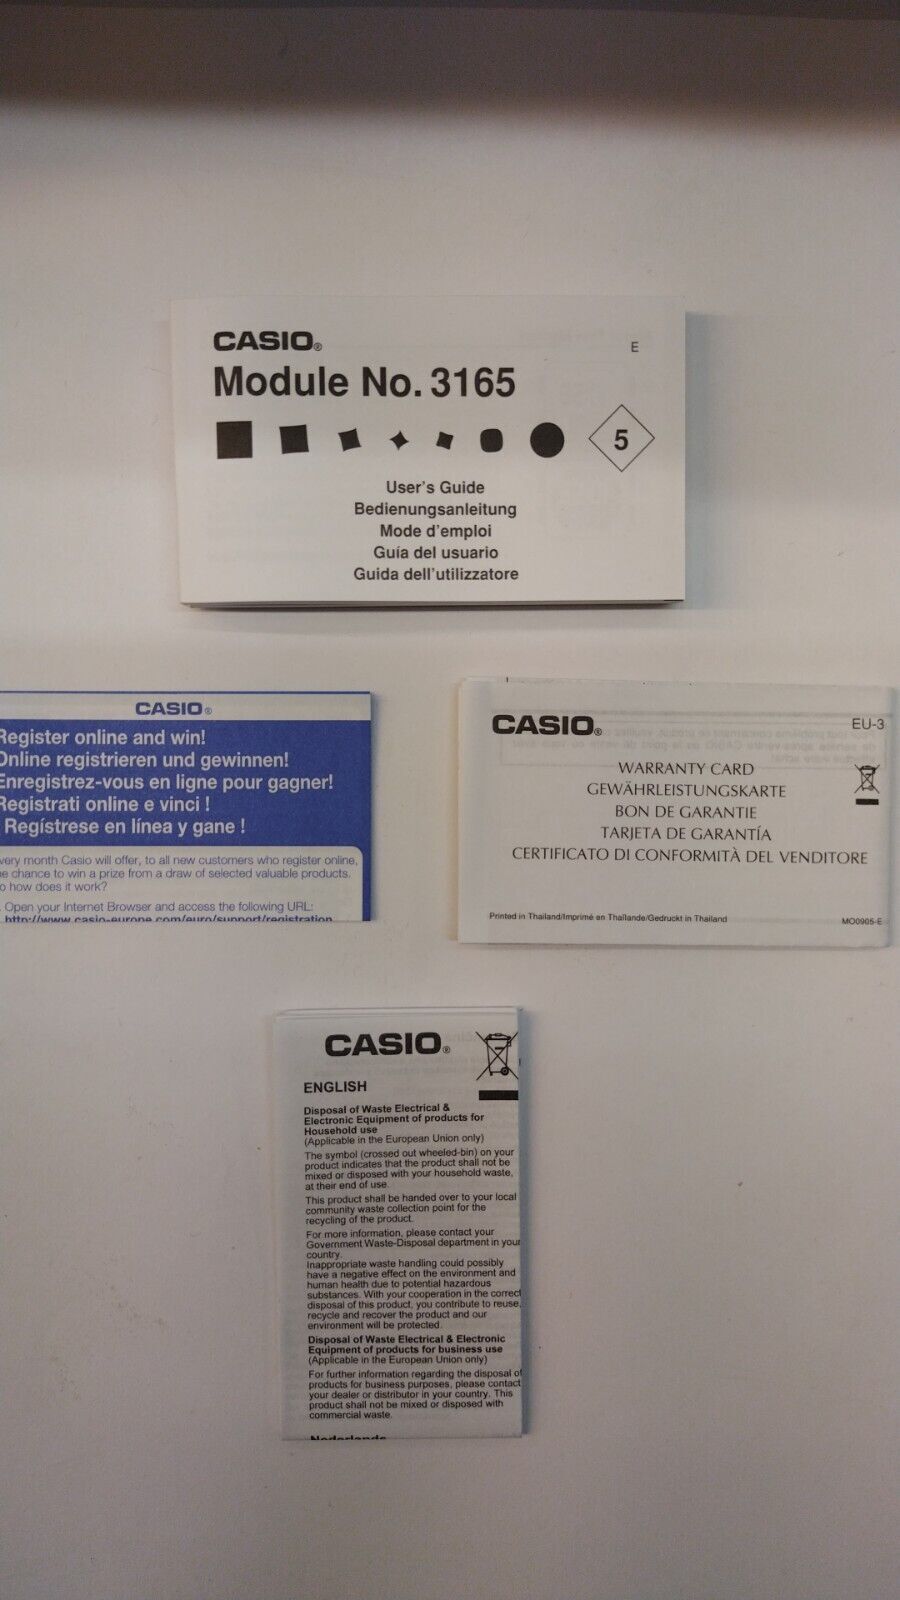 CASIO®
E
Module No. 3165
5
User's Guide
Bedienungsanleitung
Mode d'emploi
Guía del usuario
Guida dell'utilizzatore
CASIO®
Register online and win!
Online registrieren und gewinnen!
Enregistrez-vous en ligne pour gagner!
Registrati online e vinci !
Regístrese en línea y gane !
very month Casio will offer, to all new customers who register online,
e chance to win a prize from a draw of selected valuable products.
o how does it work?
. Open your Internet Browser and access the following URL:
http://www.casio-europe.com/euro/support/registration
CASIO®
EU-3
WARRANTY CARD
GEWÄHRLEISTUNGSKARTE
BON DE GARANTIE
TARJETA DE GARANTÍA
CERTIFICATO DI CONFORMITÀ DEL VENDITORE
Printed in Thailand/Imprimé en Thaïlande/Gedruckt in Thailand
MO0905-E
CASIO®
ENGLISH
Disposal of Waste Electrical &
Electronic Equipment of products for
Household use
(Applicable in the European Union only)
The symbol (crossed out wheeled-bin) on your
product indicates that the product shall not be
mixed or disposed with your household waste,
at their end of use.
This product shall be handed over to your local
community waste collection point for the
recycling of the product.
For more information, please contact your
Government Waste-Disposal department in your
country.
Inappropriate waste handling could possibly
have a negative effect on the environment and
human health due to potential hazardous
substances. With your cooperation in the correct
disposal of this product, you contribute to reuse,
recycle and recover the product and our
environment will be protected.
Disposal of Waste Electrical & Electronic
Equipment of products for business use
(Applicable in the European Union only)
For further information regarding the disposal of
products for business purposes, please contact
your dealer or distributor in your country. This
product shall not be mixed or disposed with
commercial waste.
Nederlands